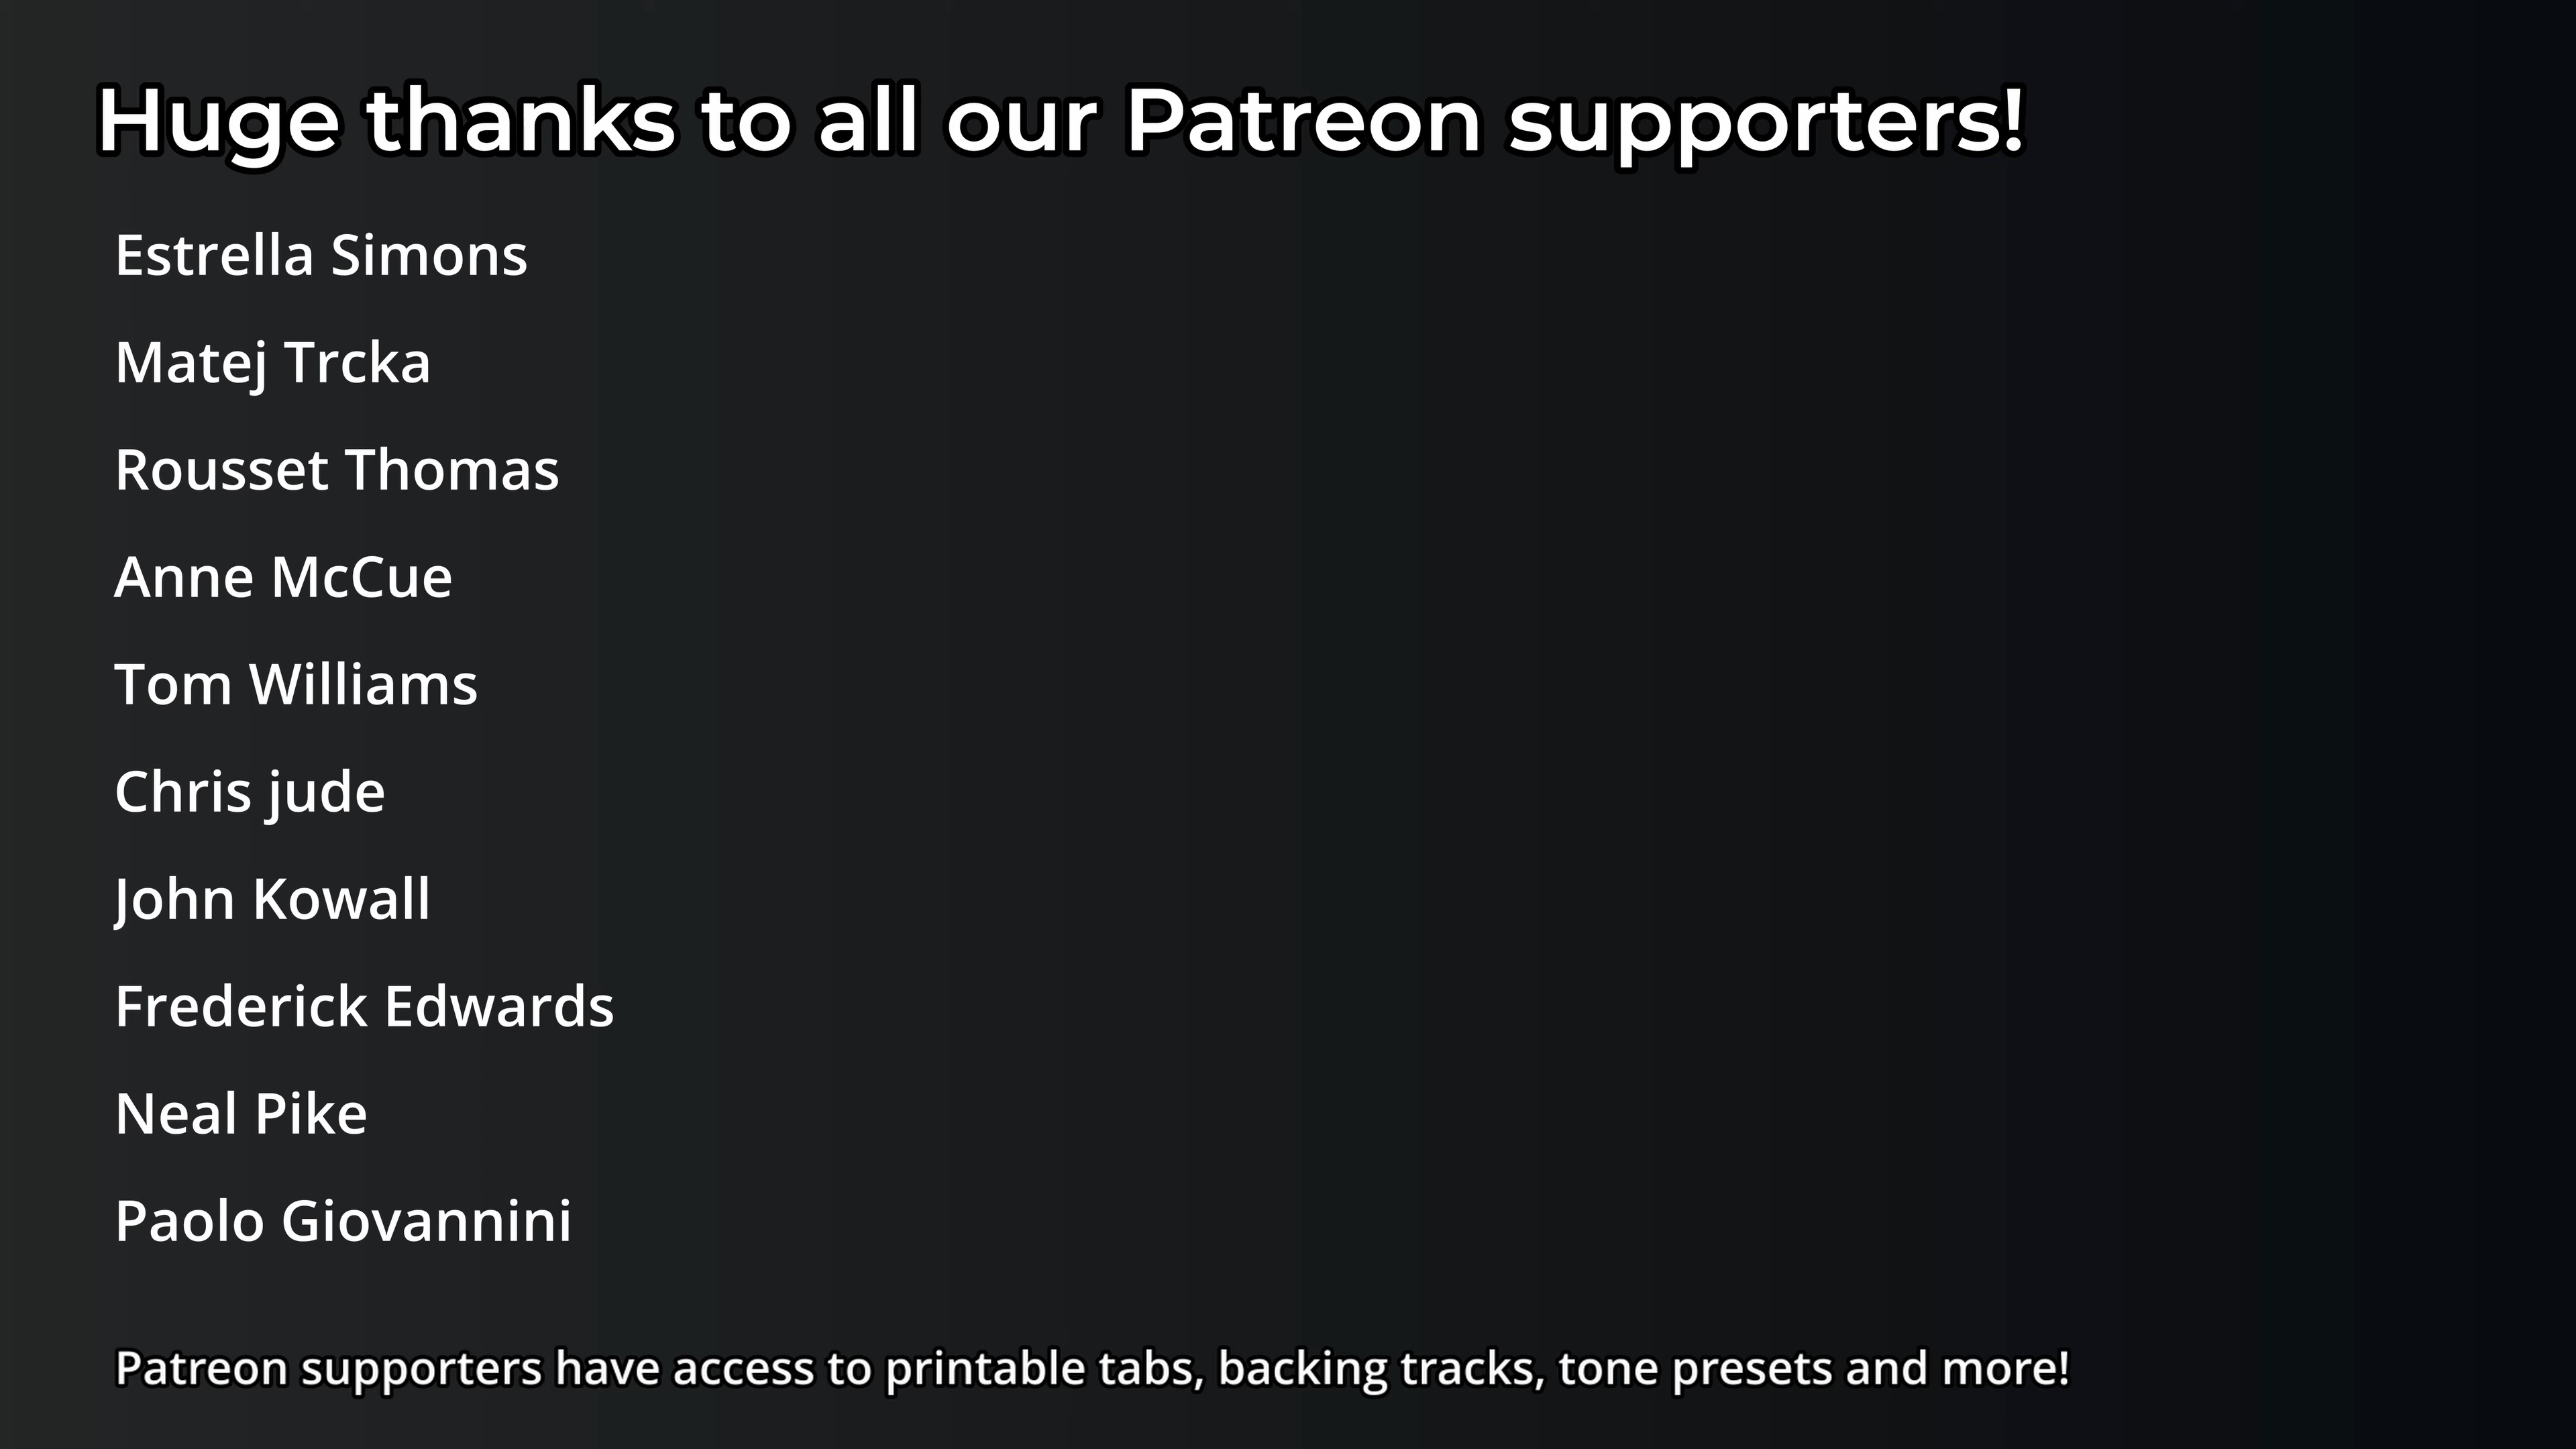 Huge thanks to all our Patreon supporters!
Estrella Simons
Matej Trcka
Rousset Thomas
Anne McCue
Tom Williams
Chris jude
John Kowall
Frederick Edwards
Neal Pike
Paolo Giovannini
Patreon supporters have access to printable tabs, backing tracks, tone presets and more!